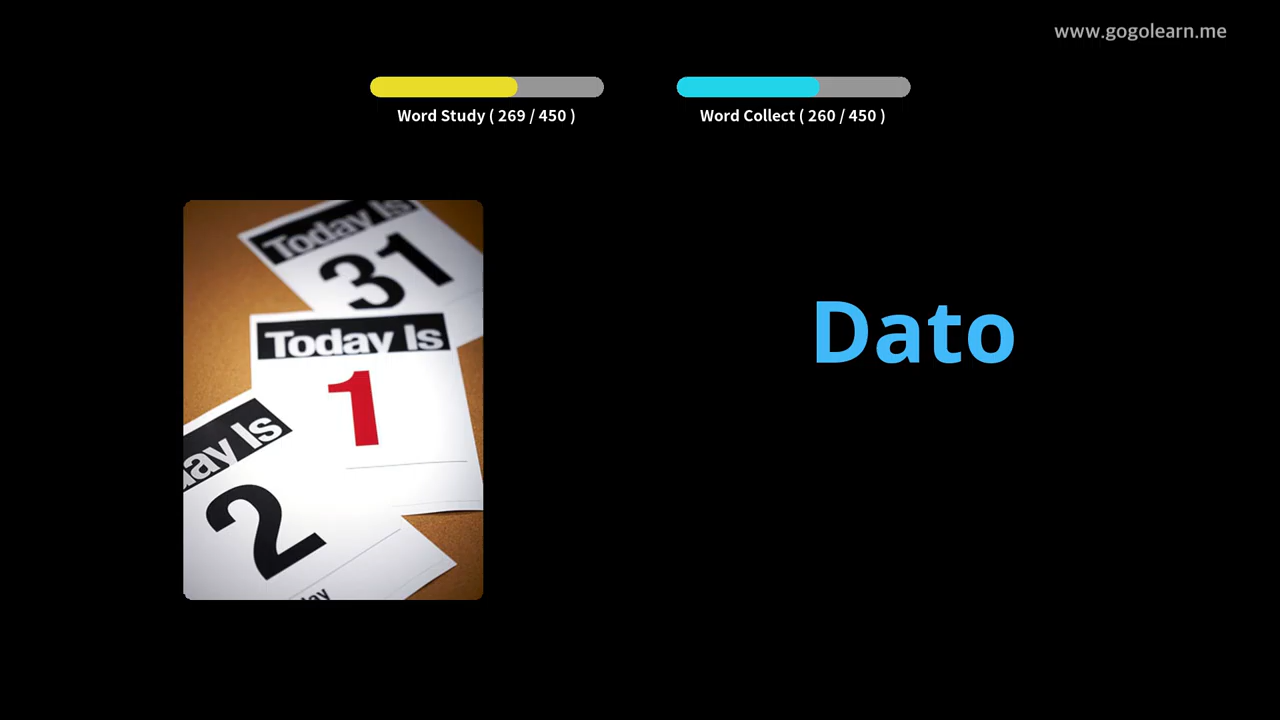 www.gogolearn.me
Word Study ( 269 / 450 )
Word Collect ( 260 / 450 )
Today Is
31
Today Is
1
ay Is
2
Dato